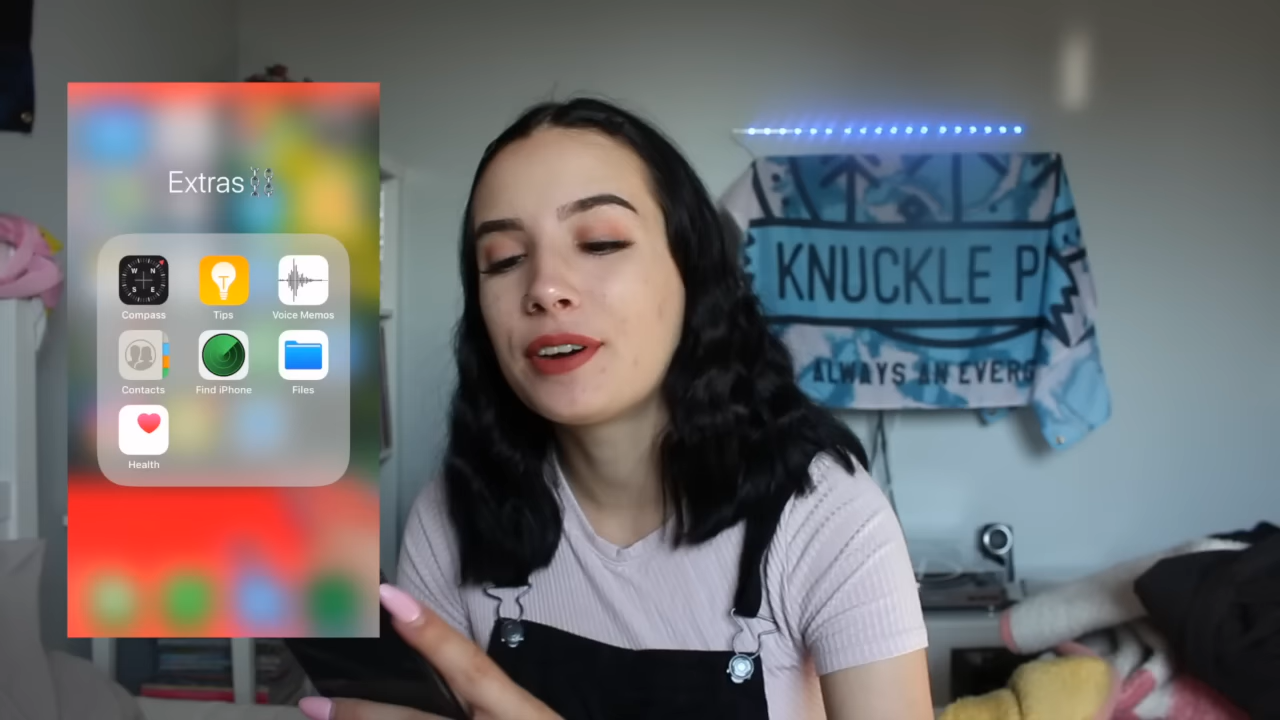 Extras
W N
S E
Compass
Tips
Voice Memos
Contacts
Find iPhone
Files
Health
KNUCKLE P
ALWAYS AN EVERG